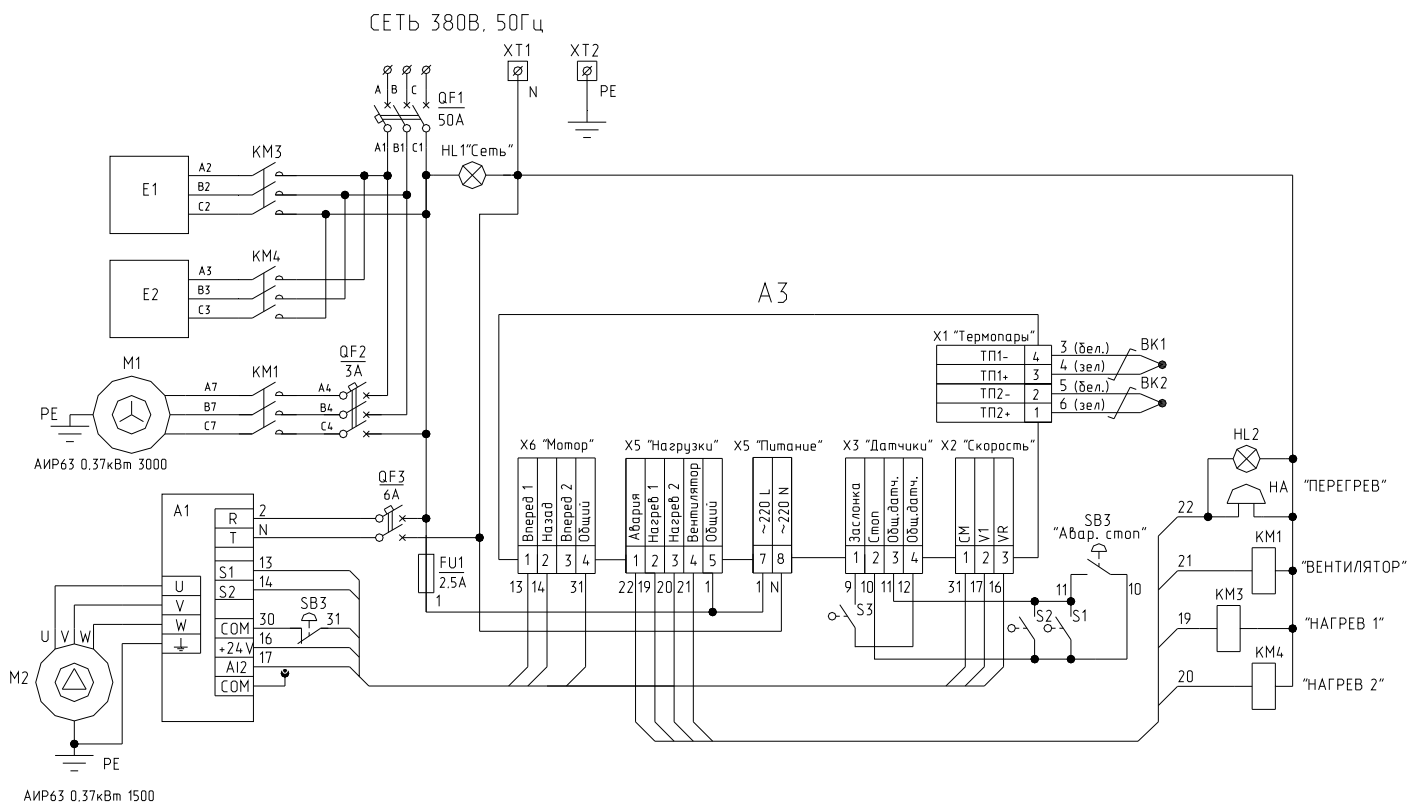 СЕТЬ 380В, 50Гц
XT1
XT2
N
PE
A B C
QF1
50A
A1 B1 C1
HL1"Сеть"
KM3
E1
A2
B2
C2
KM4
E2
A3
B3
C3
A3
M1
QF2
3A
KM1
A7
A4
B7
B4
C7
C4
PE
АИР63 0,37кВт 3000
X1 "Термопары"
ТП1- 4 3 (бел.)
ТП1+ 3 4 (зел)
ТП2- 2 5 (бел.)
ТП2+ 1 6 (зел)
BK1
BK2
X6 "Мотор"
Вперед 1
Назад
Вперед 2
Общий
1 2 3 4
13 14 31
X5 "Нагрузки"
Авария
Нагрев 1
Нагрев 2
Вентилятор
Общий
1 2 3 4 5
22 19 20 21 1
X5 "Питание"
~220 L
~220 N
7 8
1 N
X3 "Датчики"
Заслонка
Стоп
Общ.датч.
Общ.датч.
1 2 3 4
9 10 11 12
X2 "Скорость"
CM
V1
VR
1 2 3
31 17 16
HL2
HA
"ПЕРЕГРЕВ"
22
SB3
"Авар. стоп"
11
10
S3
S2
S1
KM1
21
"ВЕНТИЛЯТОР"
KM3
19
"НАГРЕВ 1"
KM4
20
"НАГРЕВ 2"
QF3
6A
FU1
2.5A
1
A1
R 2
T N
S1 13
S2 14
COM 30
SB3
31
+24V 16
AI2 17
COM
U
V
W
U V W
M2
PE
АИР63 0,37кВт 1500